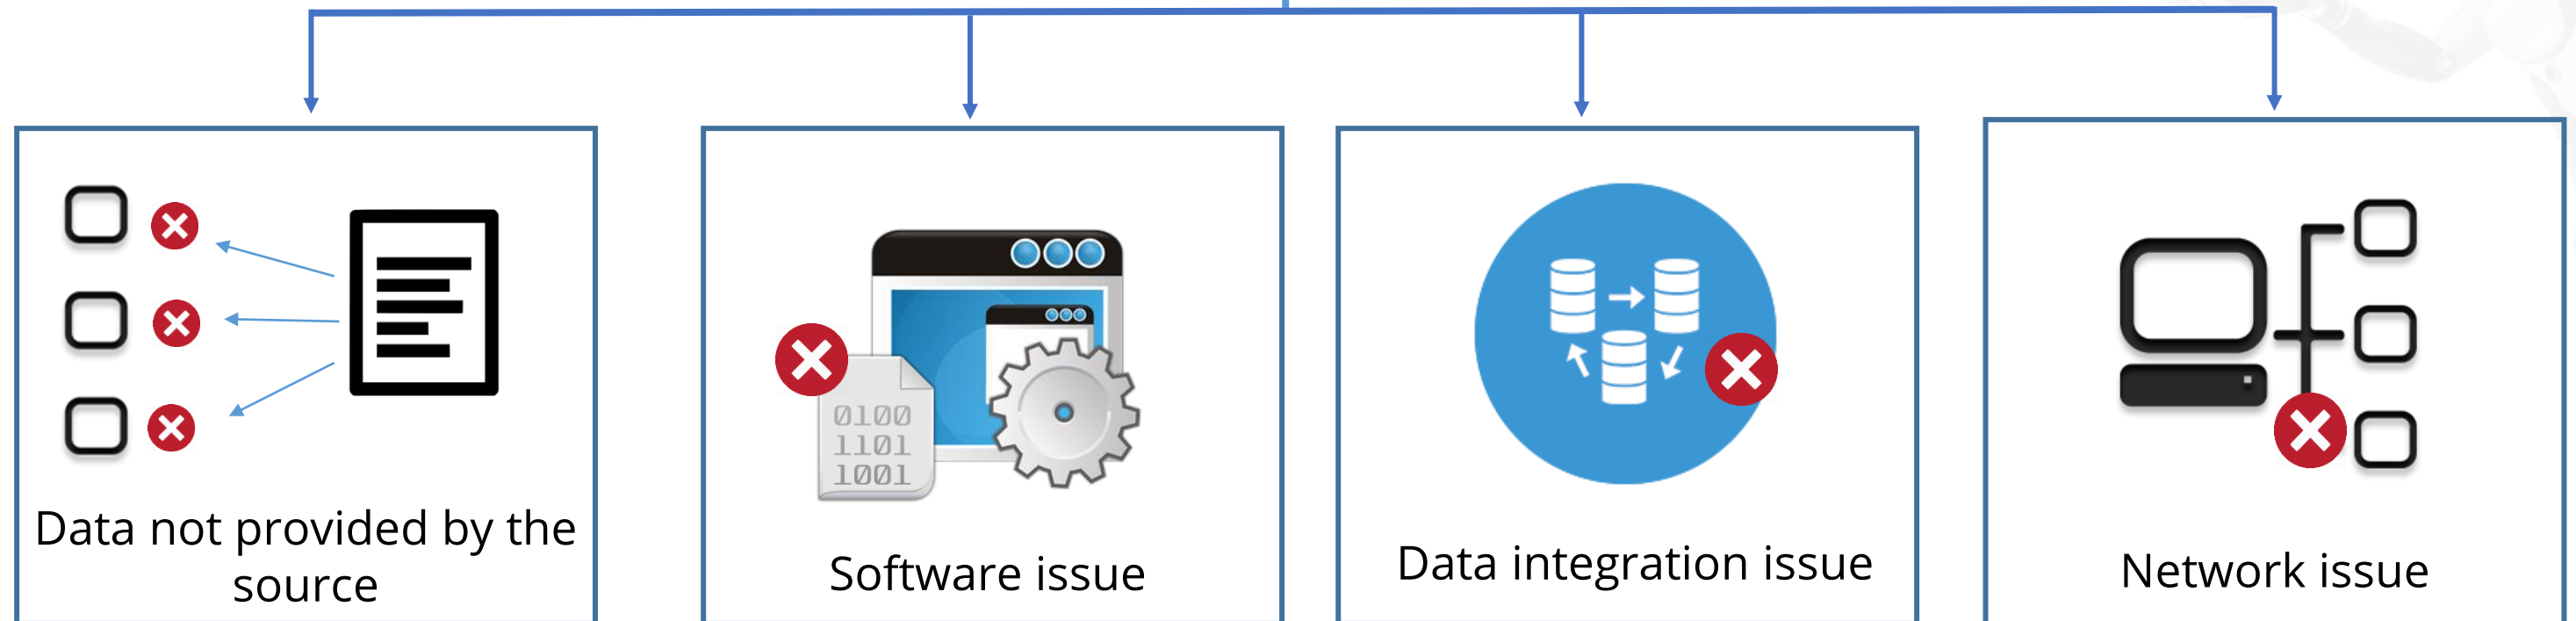 Data not provided by the
source
0100
1101
1001
Software issue
Data integration issue
Network issue